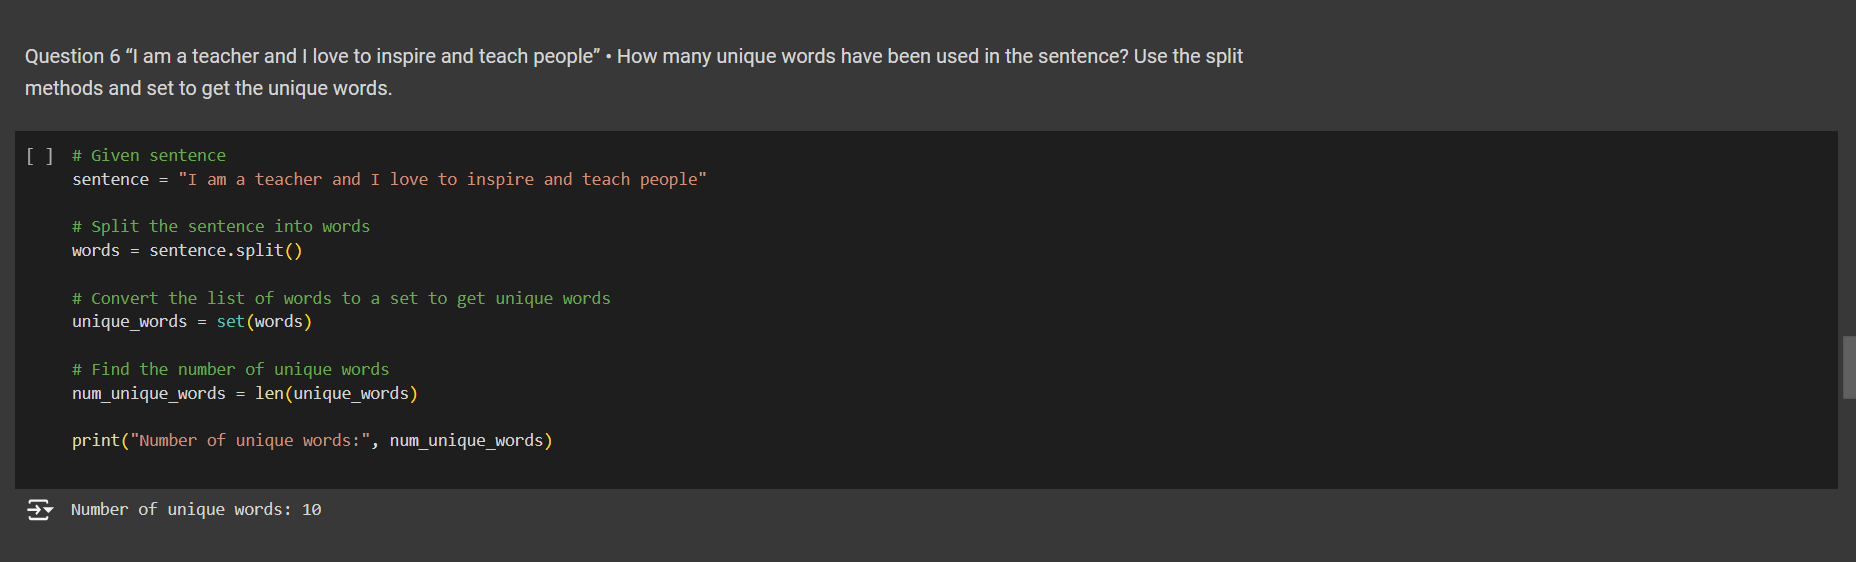 Question 6 “I am a teacher and I love to inspire and teach people” • How many unique words have been used in the sentence? Use the split
methods and set to get the unique words.
[ ] # Given sentence
sentence = "I am a teacher and I love to inspire and teach people"
# Split the sentence into words
words = sentence.split()
# Convert the list of words to a set to get unique words
unique_words = set(words)
# Find the number of unique words
num_unique_words = len(unique_words)
print("Number of unique words:", num_unique_words)
Number of unique words: 10